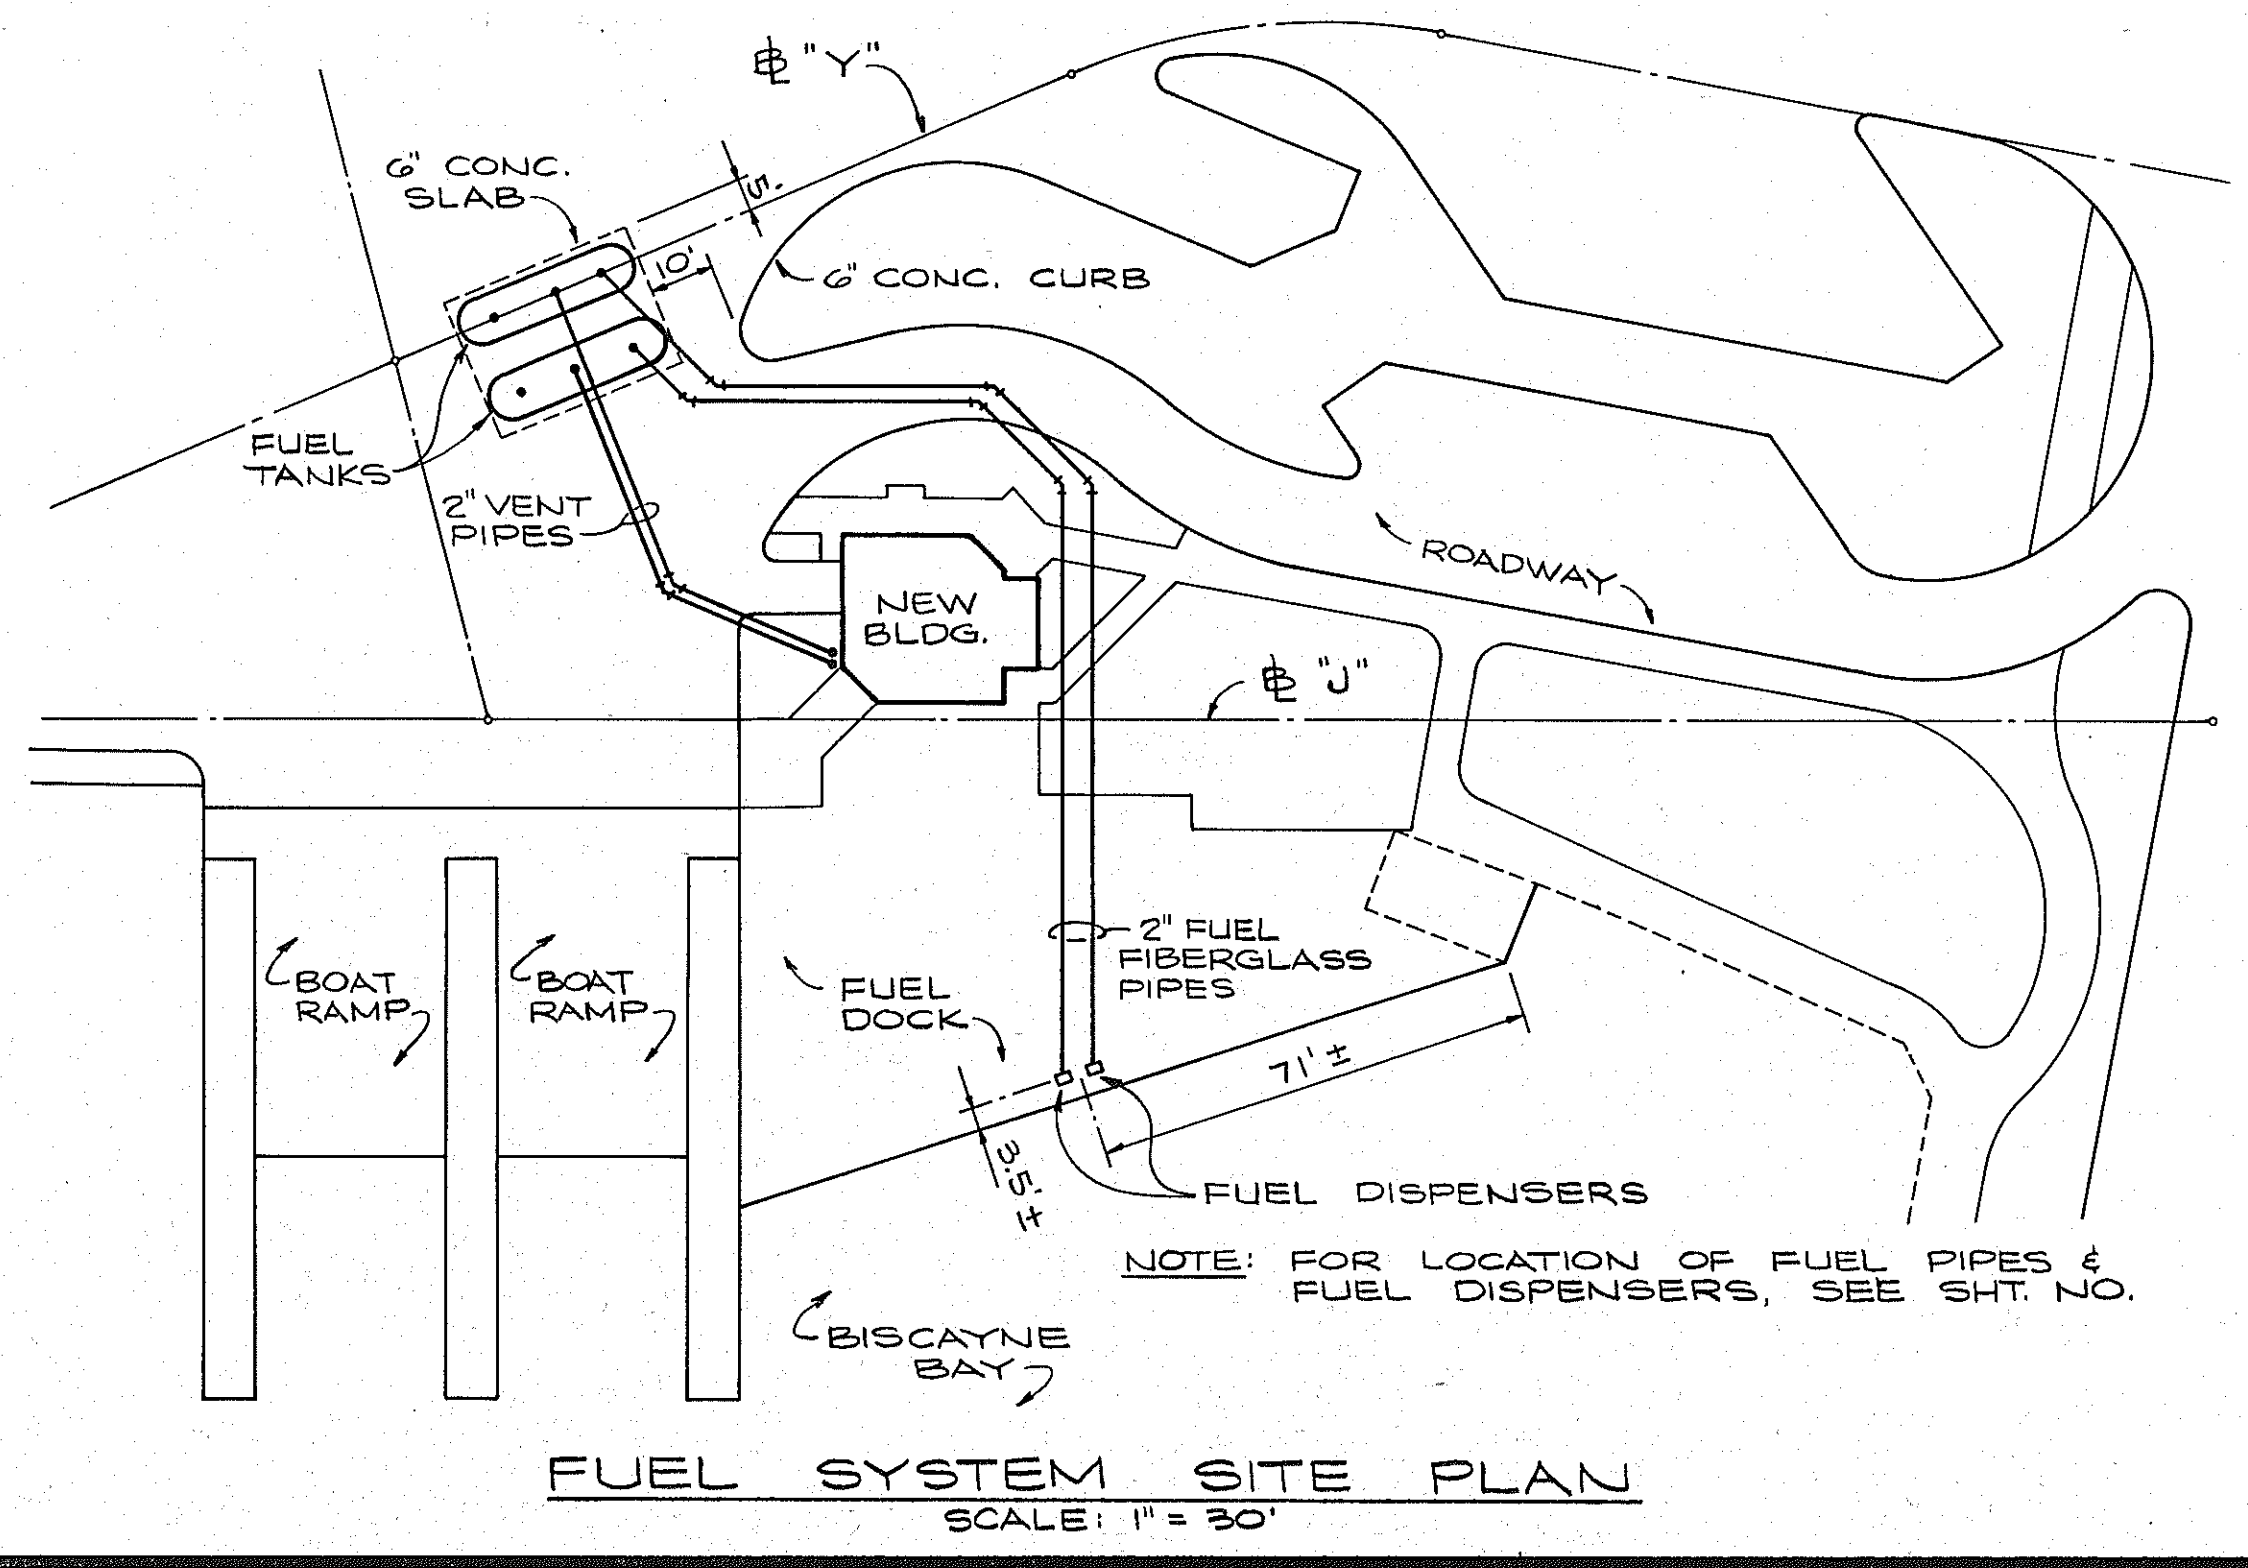 ℄ "Y"
6" CONC.
SLAB
5'
10'
6" CONC. CURB
FUEL
TANKS
2" VENT
PIPES
ROADWAY
NEW
BLDG.
℄ "J"
2" FUEL
FIBERGLASS
PIPES
BOAT
RAMP
BOAT
RAMP
FUEL
DOCK
71' ±
3.5' ±
FUEL DISPENSERS
NOTE: FOR LOCATION OF FUEL PIPES &
FUEL DISPENSERS, SEE SHT. NO.
BISCAYNE
BAY
FUEL SYSTEM SITE PLAN
SCALE: 1" = 30'